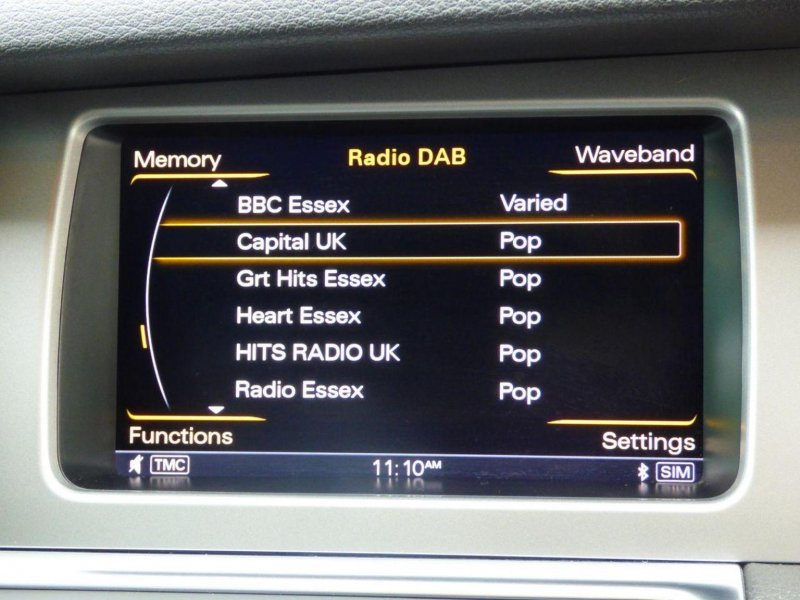 Memory Radio DAB Waveband
BBC Essex Varied
Capital UK Pop
Grt Hits Essex Pop
Heart Essex Pop
HITS RADIO UK Pop
Radio Essex Pop
Functions Settings
TMC 11:10AM SIM